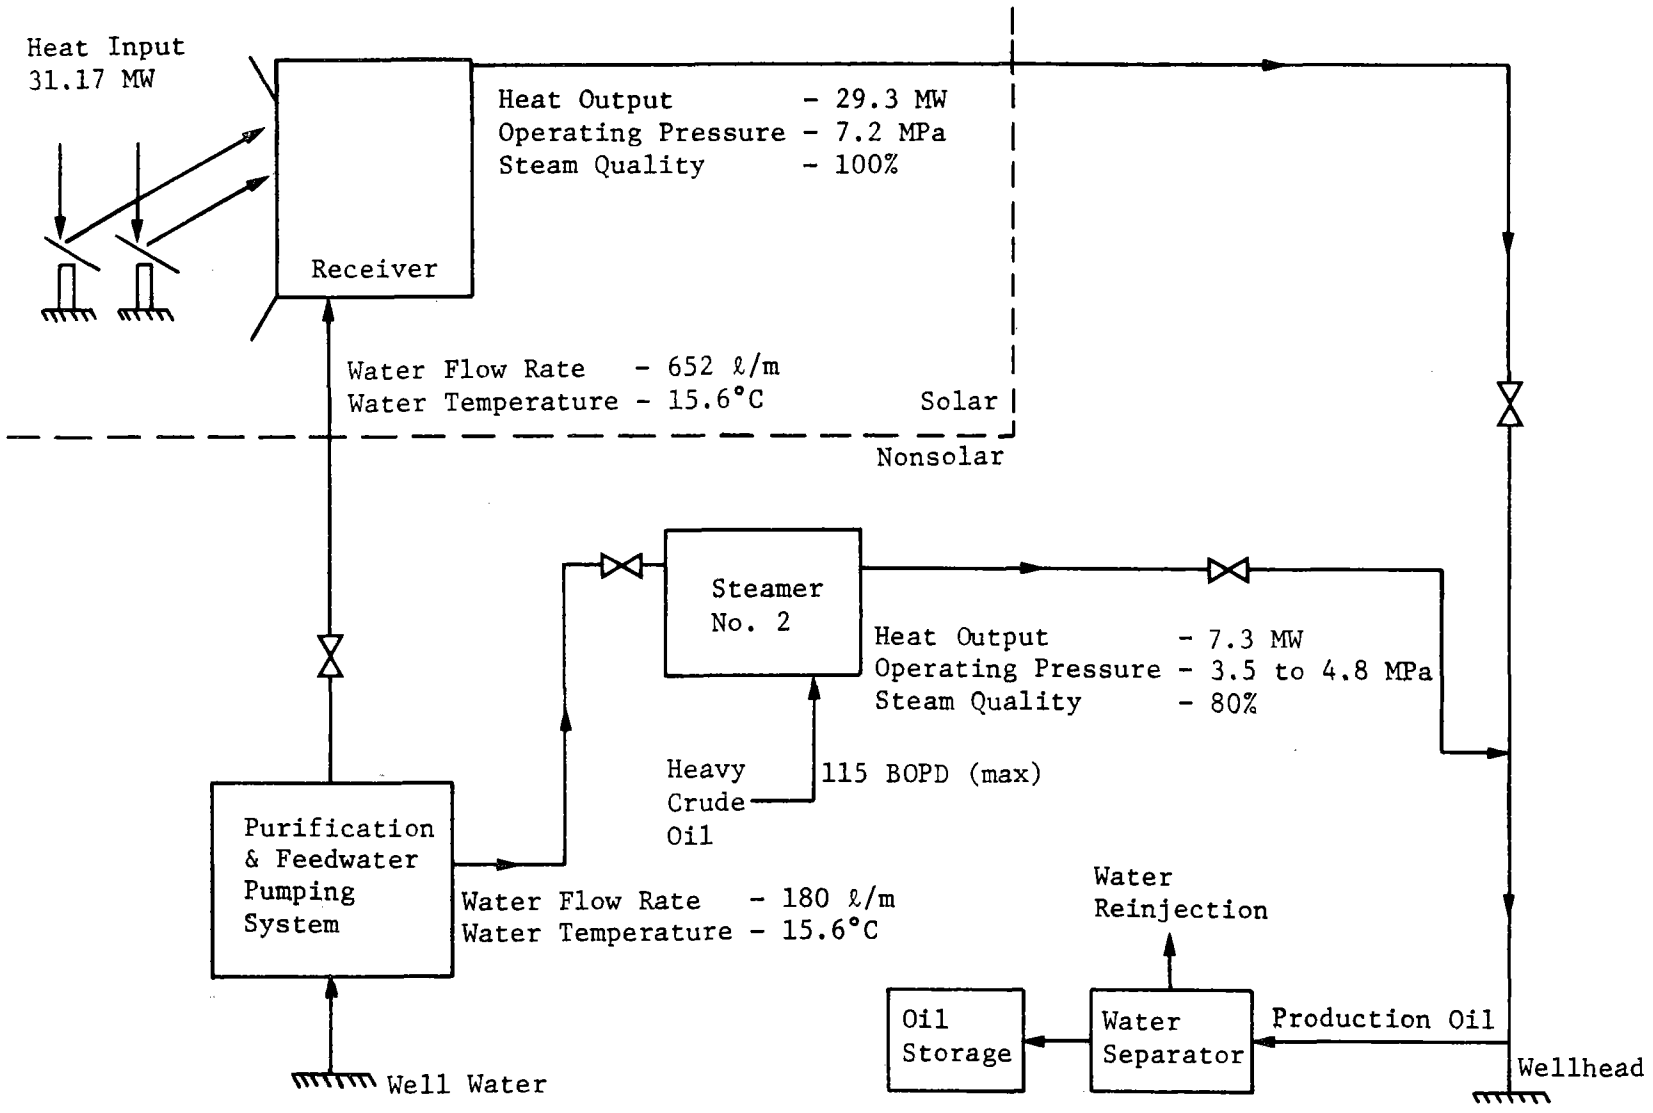 Heat Input
31.17 MW
Heat Output - 29.3 MW
Operating Pressure - 7.2 MPa
Steam Quality - 100%
Receiver
Water Flow Rate - 652 ℓ/m
Water Temperature - 15.6°C
Solar
Nonsolar
Steamer
No. 2
Heat Output - 7.3 MW
Operating Pressure - 3.5 to 4.8 MPa
Steam Quality - 80%
Heavy
Crude
Oil
115 BOPD (max)
Purification
& Feedwater
Pumping
System
Water Flow Rate - 180 ℓ/m
Water Temperature - 15.6°C
Water
Reinjection
Oil
Storage
Water
Separator
Production Oil
Wellhead
Well Water